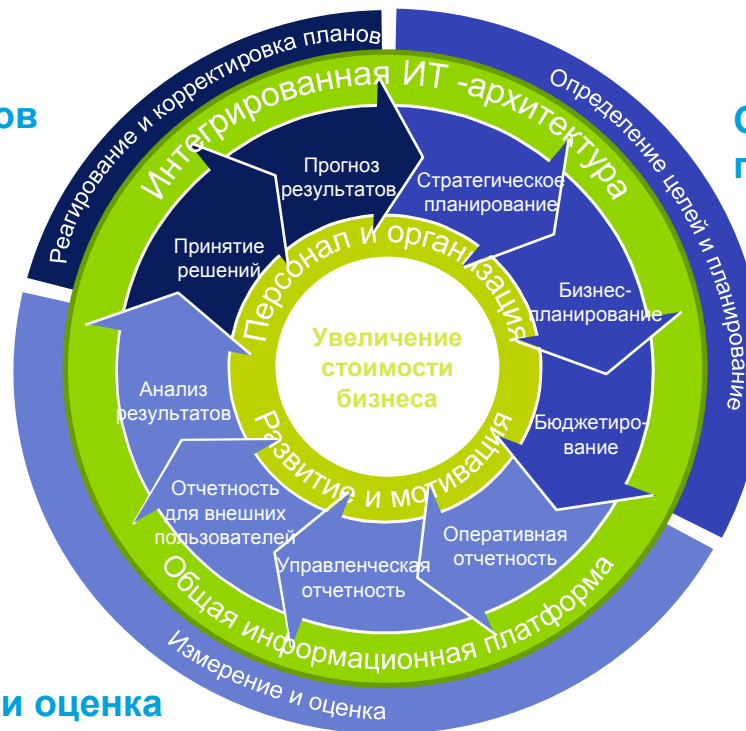 Реагирование и корректировка планов
Определение целей и планирование
Измерение и оценка
Интегрированная ИТ -архитектура
Общая информационная платформа
Прогноз
результатов
Стратегическое
планирование
Бизнес-
планирование
Бюджетиро-
вание
Оперативная
отчетность
Управленческая
отчетность
Отчетность
для внешних
пользователей
Анализ
результатов
Принятие
решений
Персонал и организация
Развитие и мотивация
Увеличение
стоимости
бизнеса
и оценка